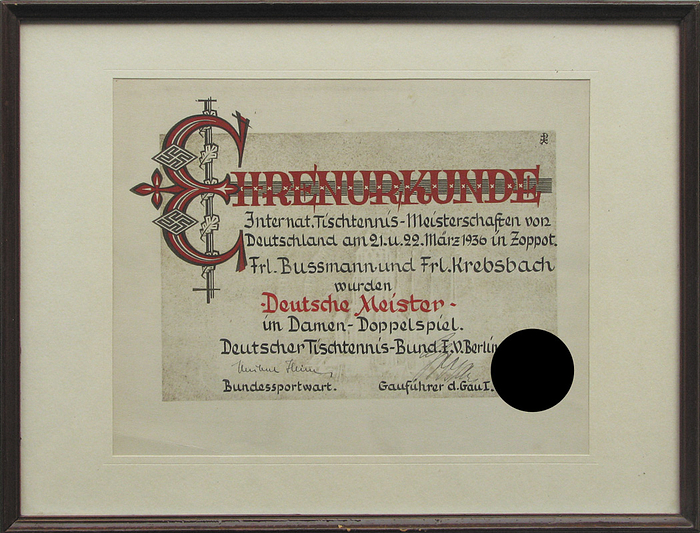 EHRENURKUNDE
Internat. Tischtennis-Meisterschaften von
Deutschland am 21. u. 22. März 1936 in Zoppot.
Frl. Bussmann und Frl. Krebsbach
wurden
-Deutsche Meister-
im Damen-Doppelspiel.
Deutscher Tischtennis-Bund E.V. Berlin
Bundessportwart. Gauführer d. Gau I.